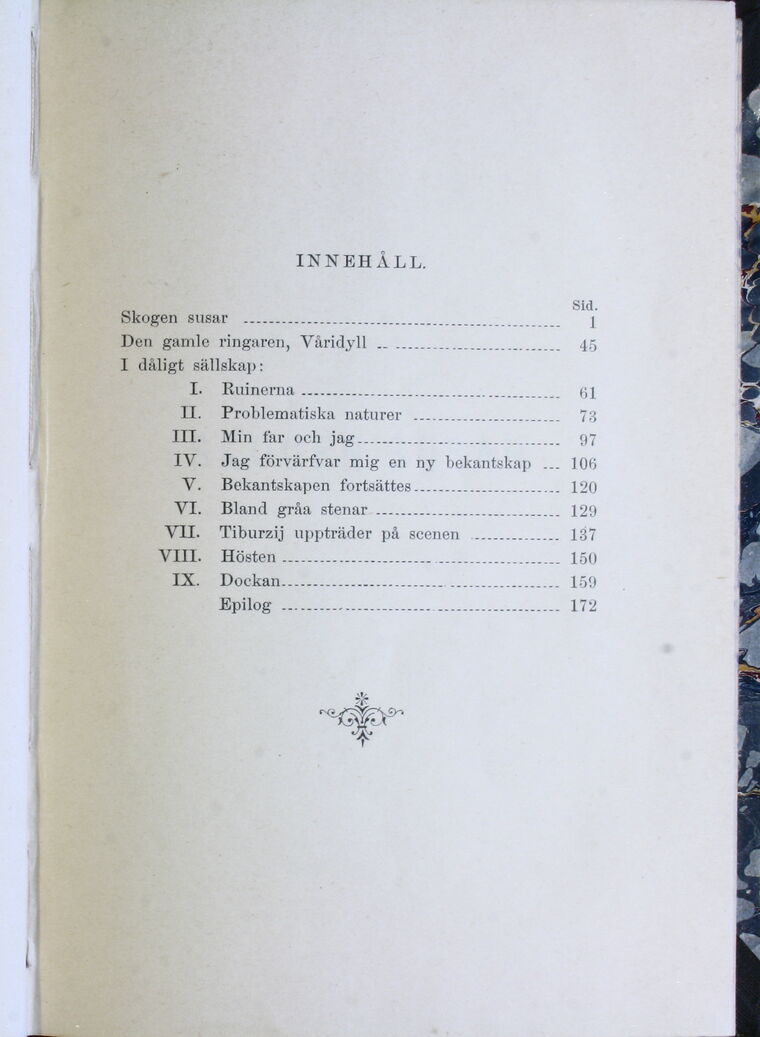 INNEHÅLL.
Sid.
Skogen susar 1
Den gamle ringaren, Våridyll 45
I dåligt sällskap:
I. Ruinerna 61
II. Problematiska naturer 73
III. Min far och jag 97
IV. Jag förvärfvar mig en ny bekantskap 106
V. Bekantskapen fortsättes 120
VI. Bland gråa stenar 129
VII. Tiburzij uppträder på scenen 137
VIII. Hösten 150
IX. Dockan 159
Epilog 172